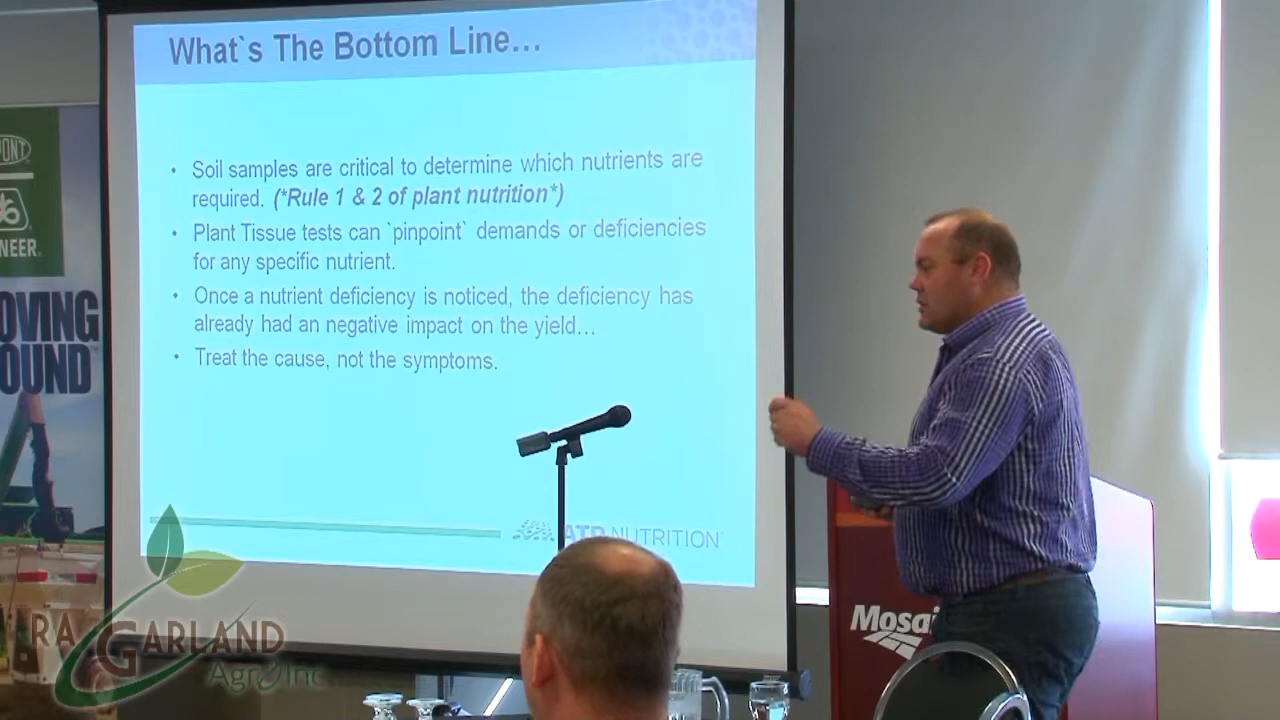 What`s The Bottom Line…
• Soil samples are critical to determine which nutrients are
required. (*Rule 1 & 2 of plant nutrition*)
• Plant Tissue tests can `pinpoint` demands or deficiencies
for any specific nutrient.
• Once a nutrient deficiency is noticed, the deficiency has
already had an negative impact on the yield…
• Treat the cause, not the symptoms.
ATP NUTRITION
PONT
NEER.
OVING
OUND
Mosai
RA GARLAND
Agro Inc.